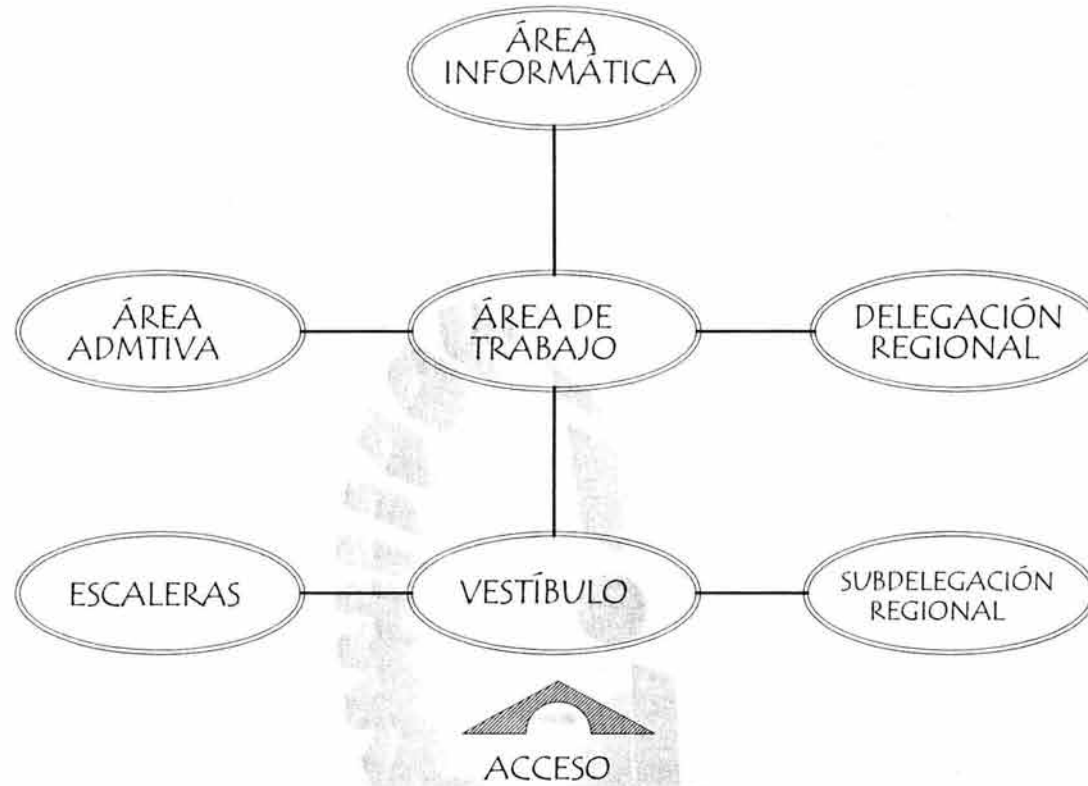 ÁREA
INFORMÁTICA
ÁREA
ADMTIVA
ÁREA DE
TRABAJO
DELEGACIÓN
REGIONAL
ESCALERAS
VESTÍBULO
SUBDELEGACIÓN
REGIONAL
ACCESO